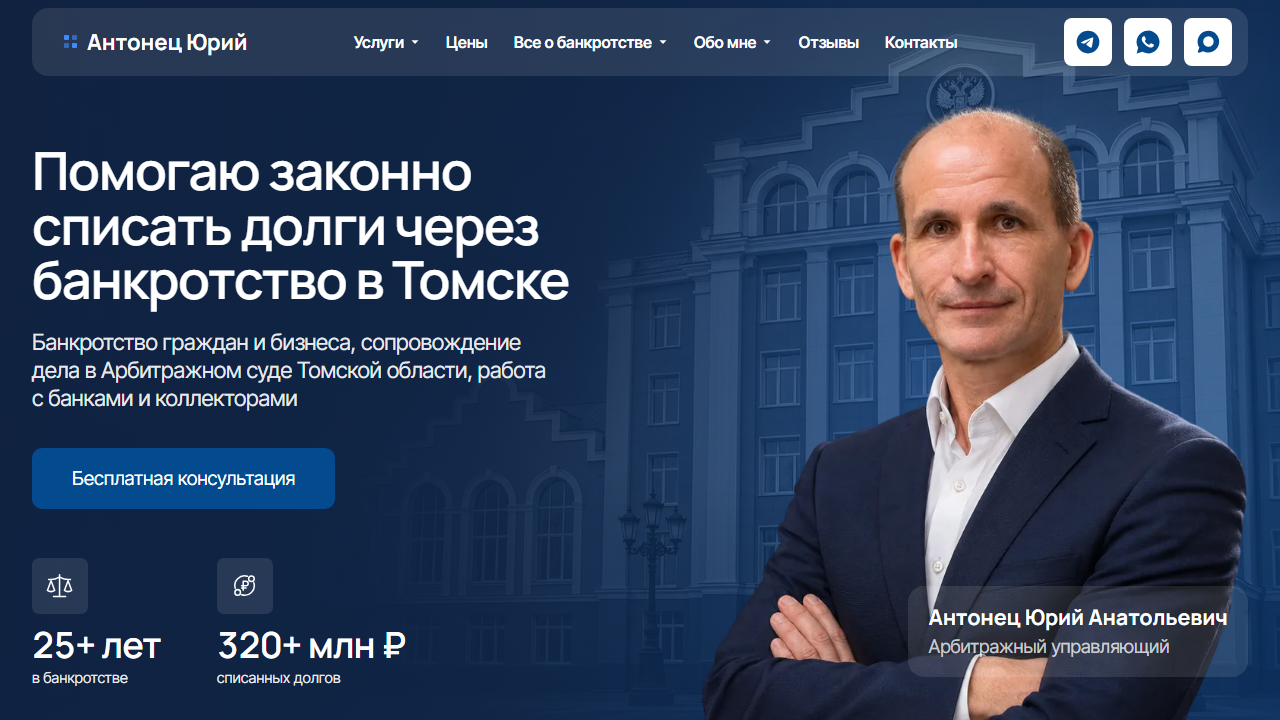 Антонец Юрий
Услуги
Цены
Все о банкротстве
Обо мне
Отзывы
Контакты
Помогаю законно
списать долги через
банкротство в Томске
Банкротство граждан и бизнеса, сопровождение
дела в Арбитражном суде Томской области, работа
с банками и коллекторами
Бесплатная консультация
25+ лет
в банкротстве
320+ млн ₽
списанных долгов
Антонец Юрий Анатольевич
Арбитражный управляющий